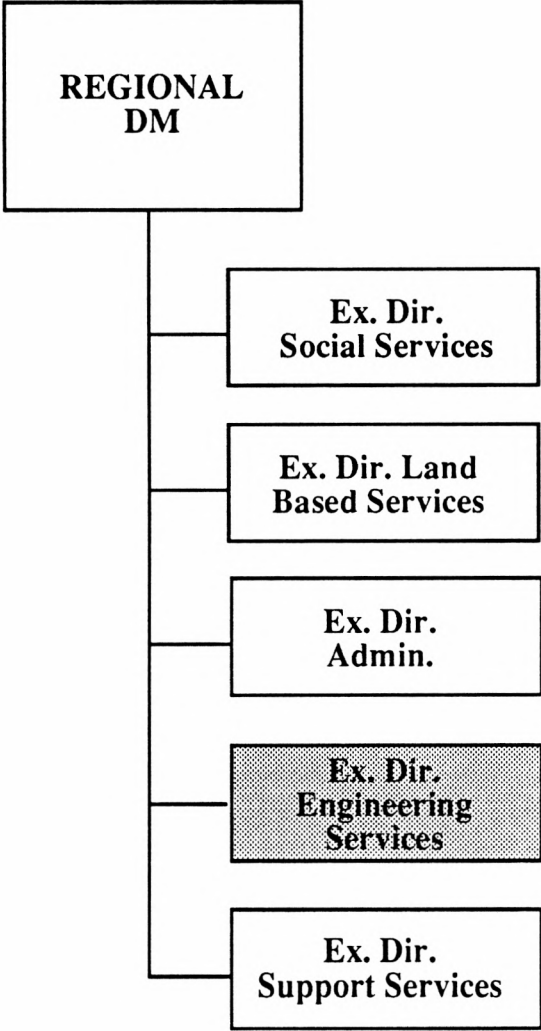 REGIONAL
DM
Ex. Dir.
Social Services
Ex. Dir. Land
Based Services
Ex. Dir.
Admin.
Ex. Dir.
Engineering
Services
Ex. Dir.
Support Services